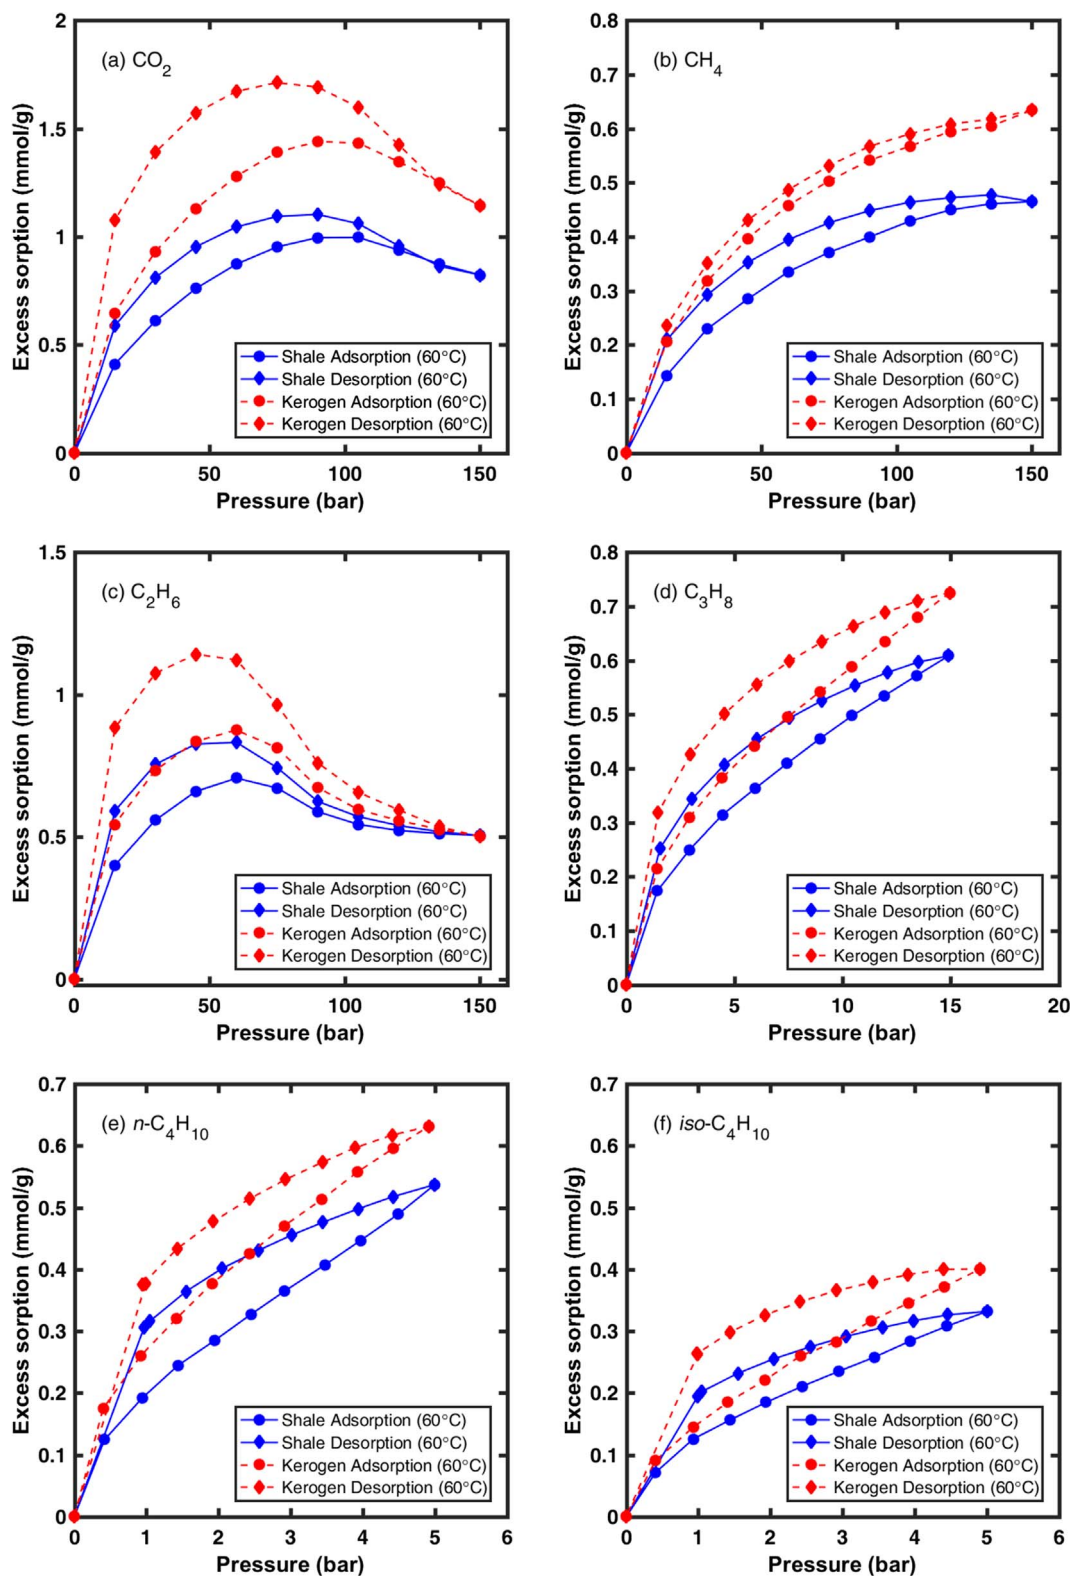 (a) CO2
Excess sorption (mmol/g)
2
1.5
1
0.5
0
0 50 100 150
Pressure (bar)
Shale Adsorption (60°C)
Shale Desorption (60°C)
Kerogen Adsorption (60°C)
Kerogen Desorption (60°C)
(b) CH4
Excess sorption (mmol/g)
0.8
0.7
0.6
0.5
0.4
0.3
0.2
0.1
0
0 50 100 150
Pressure (bar)
Shale Adsorption (60°C)
Shale Desorption (60°C)
Kerogen Adsorption (60°C)
Kerogen Desorption (60°C)
(c) C2H6
Excess sorption (mmol/g)
1.5
1
0.5
0
0 50 100 150
Pressure (bar)
Shale Adsorption (60°C)
Shale Desorption (60°C)
Kerogen Adsorption (60°C)
Kerogen Desorption (60°C)
(d) C3H8
Excess sorption (mmol/g)
0.8
0.7
0.6
0.5
0.4
0.3
0.2
0.1
0
0 5 10 15 20
Pressure (bar)
Shale Adsorption (60°C)
Shale Desorption (60°C)
Kerogen Adsorption (60°C)
Kerogen Desorption (60°C)
(e) n-C4H10
Excess sorption (mmol/g)
0.7
0.6
0.5
0.4
0.3
0.2
0.1
0
0 1 2 3 4 5 6
Pressure (bar)
Shale Adsorption (60°C)
Shale Desorption (60°C)
Kerogen Adsorption (60°C)
Kerogen Desorption (60°C)
(f) iso-C4H10
Excess sorption (mmol/g)
0.7
0.6
0.5
0.4
0.3
0.2
0.1
0
0 1 2 3 4 5 6
Pressure (bar)
Shale Adsorption (60°C)
Shale Desorption (60°C)
Kerogen Adsorption (60°C)
Kerogen Desorption (60°C)